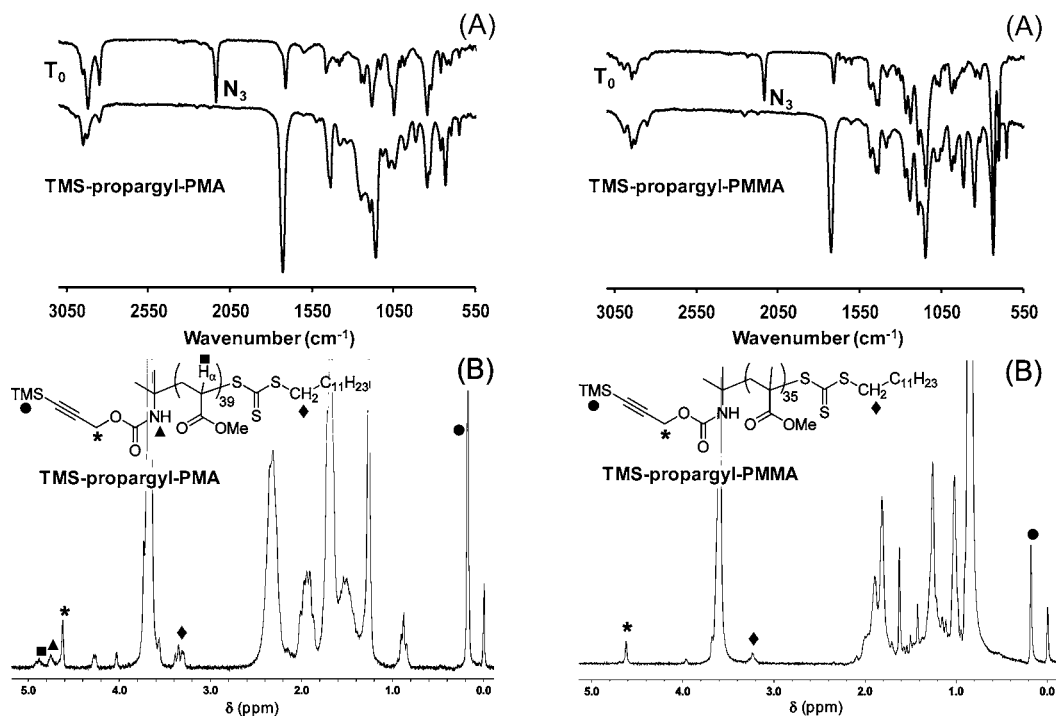 (A)
T0
N3
TMS-propargyl-PMA
3050 2550 2050 1550 1050 550
Wavenumber (cm-1)
(A)
T0
N3
TMS-propargyl-PMMA
3050 2550 2050 1550 1050 550
Wavenumber (cm-1)
(B)
TMS
O
O
NH
Hα
39
O
OMe
S
S
S
CH2
C11H23
TMS-propargyl-PMA
5.0 4.0 3.0 2.0 1.0 0.0
δ (ppm)
(B)
TMS
O
O
NH
35
O
OMe
S
S
S
CH2
C11H23
TMS-propargyl-PMMA
5.0 4.0 3.0 2.0 1.0 0.0
δ (ppm)